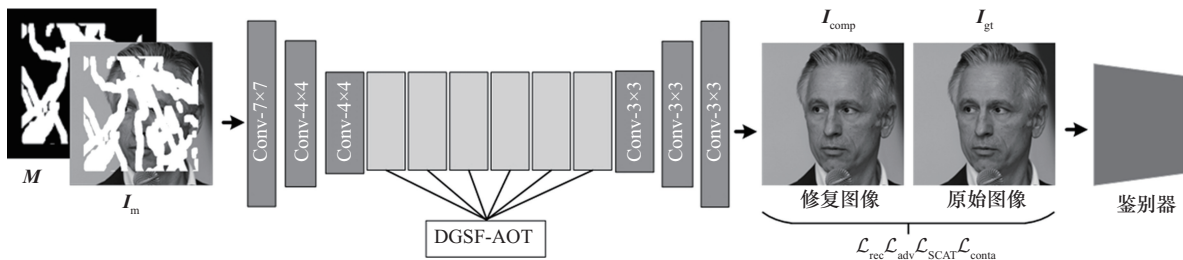 M
I_m
Conv-7×7
Conv-4×4
Conv-4×4
DGSF-AOT
Conv-3×3
Conv-3×3
Conv-3×3
I_comp
I_gt
修复图像
原始图像
ℒ_rec ℒ_adv ℒ_SCAT ℒ_conta
鉴别器